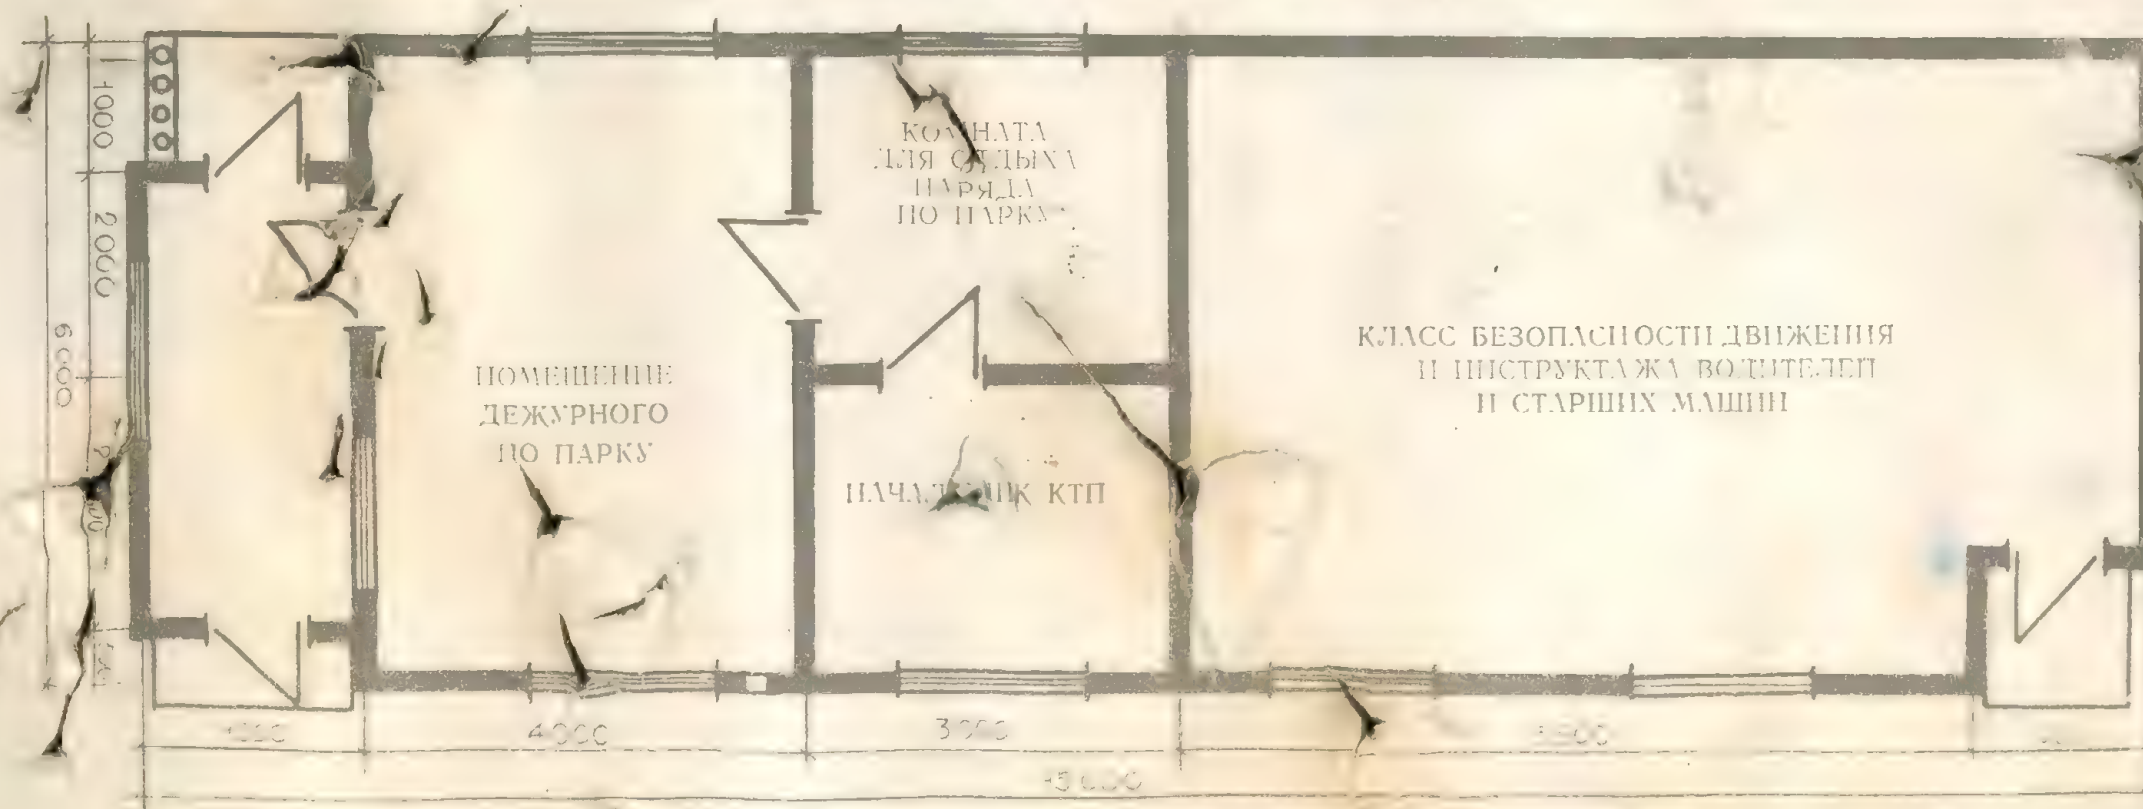 КОМНАТА
ДЛЯ ОТДЫХА
НАРЯДА
ПО ПАРКУ
КЛАСС БЕЗОПАСНОСТИ ДВИЖЕНИЯ
И ИНСТРУКТАЖА ВОДИТЕЛЕЙ
И СТАРШИХ МАШИН
ПОМЕЩЕНИЕ
ДЕЖУРНОГО
ПО ПАРКУ
НАЧАЛЬНИК КТП
1000
2000
6000
4000